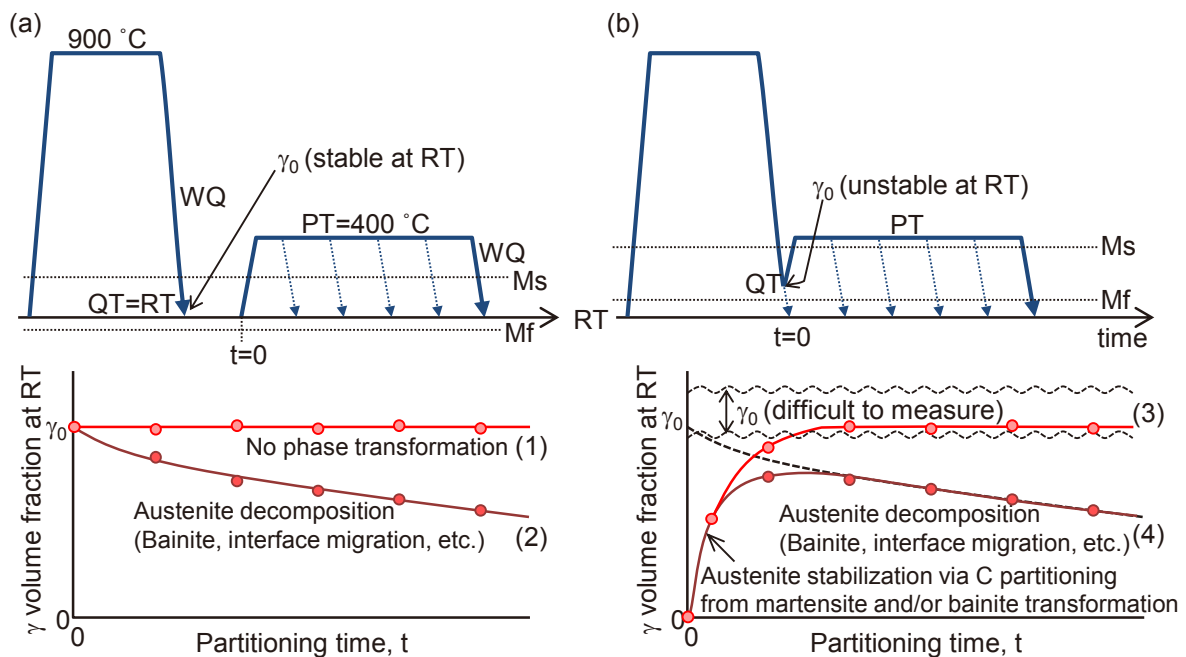 (a)
900 ˚C
γ0 (stable at RT)
WQ
PT=400 ˚C
WQ
Ms
QT=RT
Mf
t=0
γ volume fraction at RT
γ0
No phase transformation (1)
Austenite decomposition
(Bainite, interface migration, etc.)
(2)
0
0
Partitioning time, t
(b)
γ0 (unstable at RT)
PT
Ms
QT
Mf
RT
t=0
time
γ volume fraction at RT
γ0
γ0 (difficult to measure)
(3)
Austenite decomposition
(Bainite, interface migration, etc.)
(4)
Austenite stabilization via C partitioning
from martensite and/or bainite transformation
0
0
Partitioning time, t